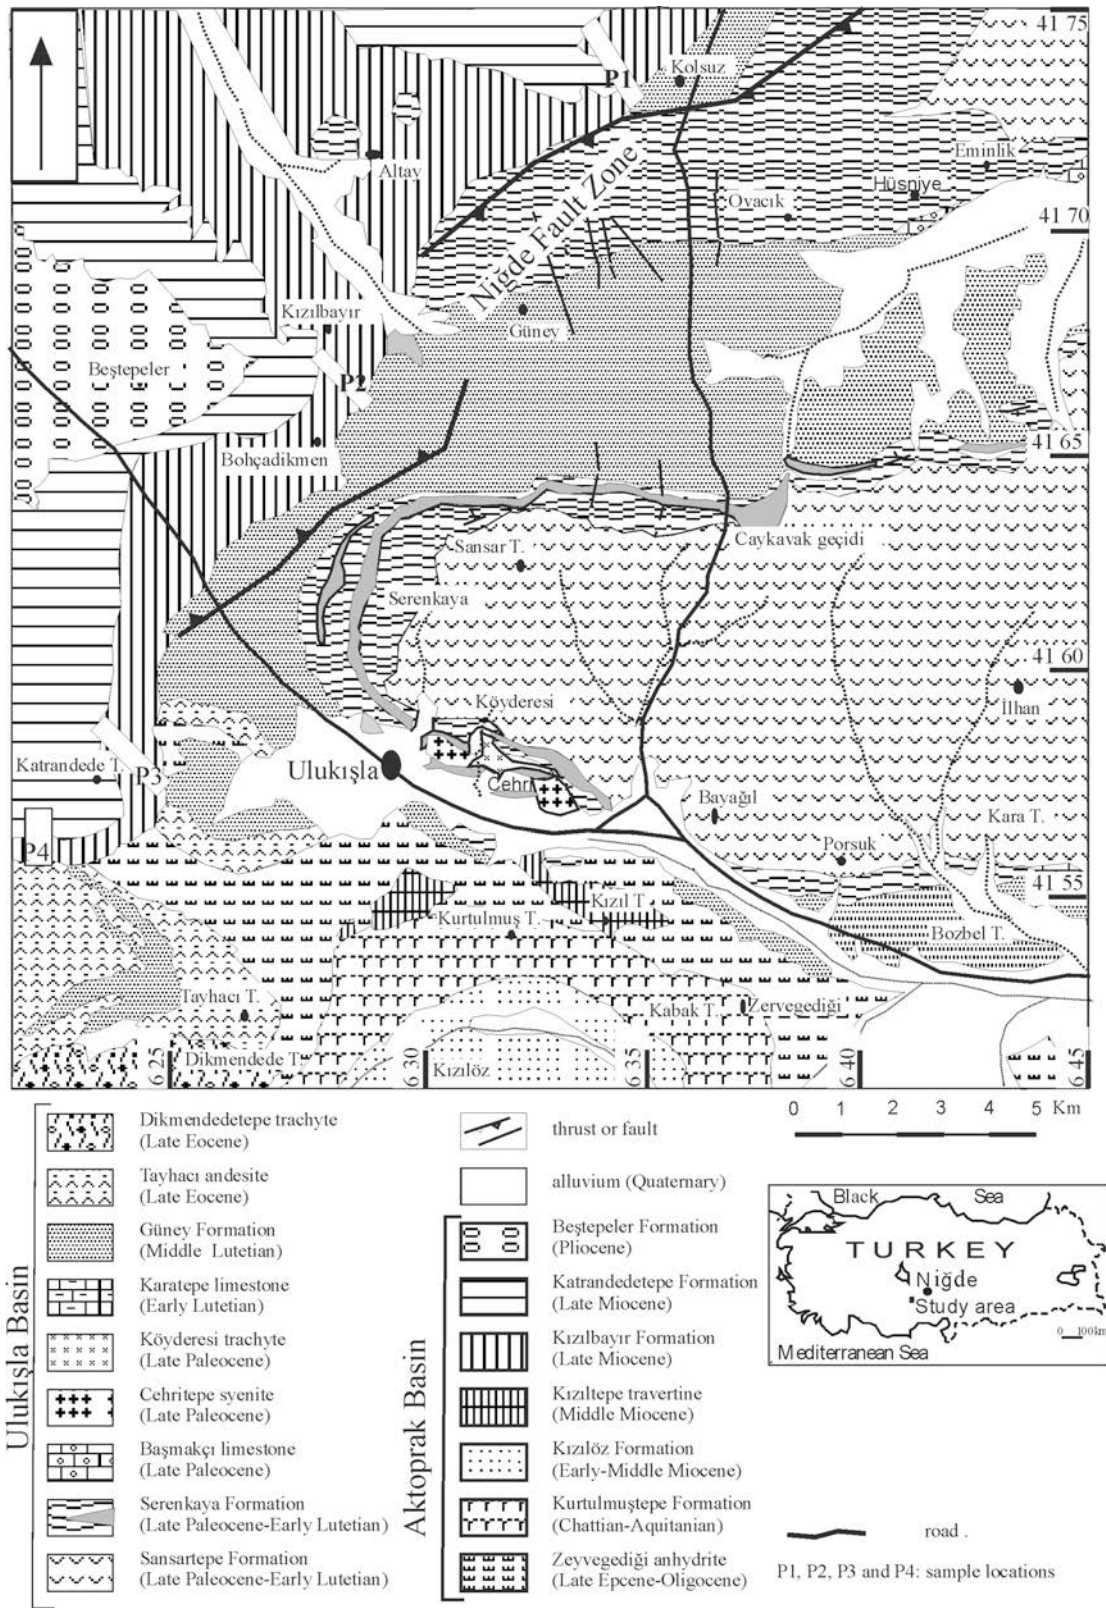 41 75
Kolsuz
P1
Altay
Eminlik
Hüsniye
Ovacık
41 70
Niğde Fault Zone
Kızılbayır
Güney
Beştepeler
P2
Bohçadikmen
41 65
Caykavak geçidi
Sansar T.
Serenkaya
41 60
İlhan
Köyderesi
Katrandede T.
P3
Ulukışla
Cehri
Bayağıl
Kara T.
P4
Porsuk
41 55
Kızıl T.
Kurtulmuş T.
Bozbel T.
Tayhacı T.
Kabak T.
Zervegediği
Dikmendede T.
Kızılöz
6 25
6 30
6 35
6 40
6 45
Ulukışla Basin
Dikmendedetepe trachyte
(Late Eocene)
Tayhacı andesite
(Late Eocene)
Güney Formation
(Middle Lutetian)
Karatepe limestone
(Early Lutetian)
Köyderesi trachyte
(Late Paleocene)
Cehritepe syenite
(Late Paleocene)
Başmakçı limestone
(Late Paleocene)
Serenkaya Formation
(Late Paleocene-Early Lutetian)
Sansartepe Formation
(Late Paleocene-Early Lutetian)
thrust or fault
alluvium (Quaternary)
Aktoprak Basin
Beştepeler Formation
(Pliocene)
Katrandedetepe Formation
(Late Miocene)
Kızılbayır Formation
(Late Miocene)
Kızıltepe travertine
(Middle Miocene)
Kızılöz Formation
(Early-Middle Miocene)
Kurtulmuştepe Formation
(Chattian-Aquitanian)
Zeyvegediği anhydrite
(Late Epcene-Oligocene)
0 1 2 3 4 5 Km
Black Sea
TURKEY
Niğde
Study area
0 100km
Mediterranean Sea
road .
P1, P2, P3 and P4: sample locations